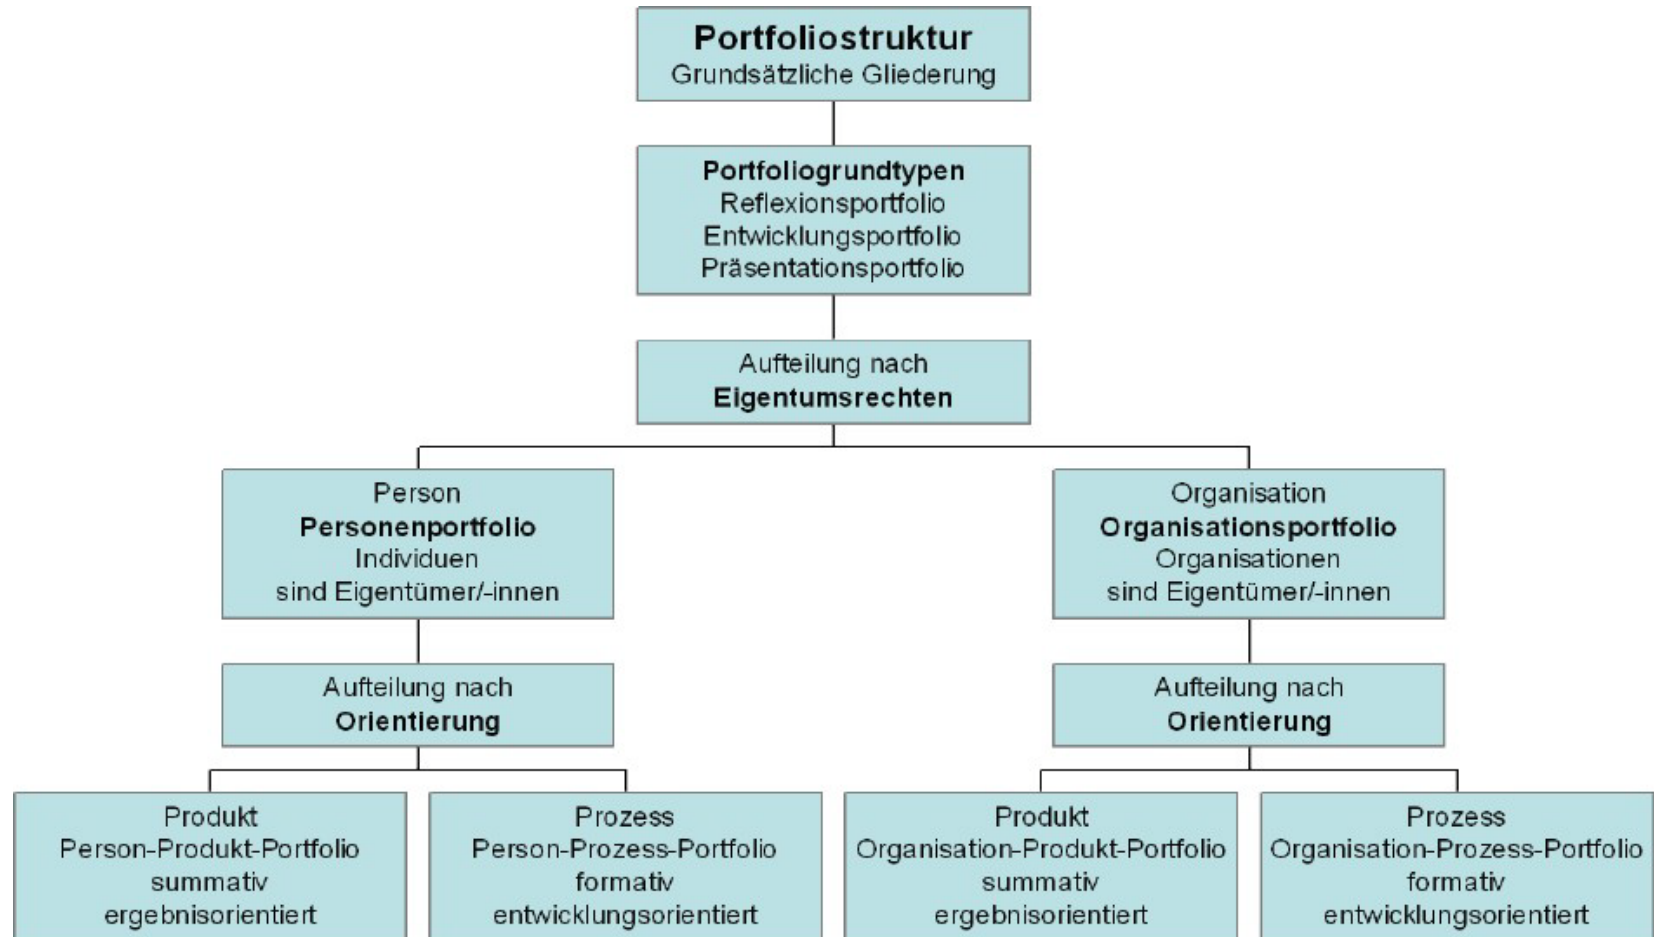 Portfoliostruktur
Grundsätzliche Gliederung
Portfoliogrundtypen
Reflexionsportfolio
Entwicklungsportfolio
Präsentationsportfolio
Aufteilung nach
Eigentumsrechten
Person
Personenportfolio
Individuen
sind Eigentümer/-innen
Organisation
Organisationsportfolio
Organisationen
sind Eigentümer/-innen
Aufteilung nach
Orientierung
Aufteilung nach
Orientierung
Produkt
Person-Produkt-Portfolio
summativ
ergebnisorientiert
Prozess
Person-Prozess-Portfolio
formativ
entwicklungsorientiert
Produkt
Organisation-Produkt-Portfolio
summativ
ergebnisorientiert
Prozess
Organisation-Prozess-Portfolio
formativ
entwicklungsorientiert